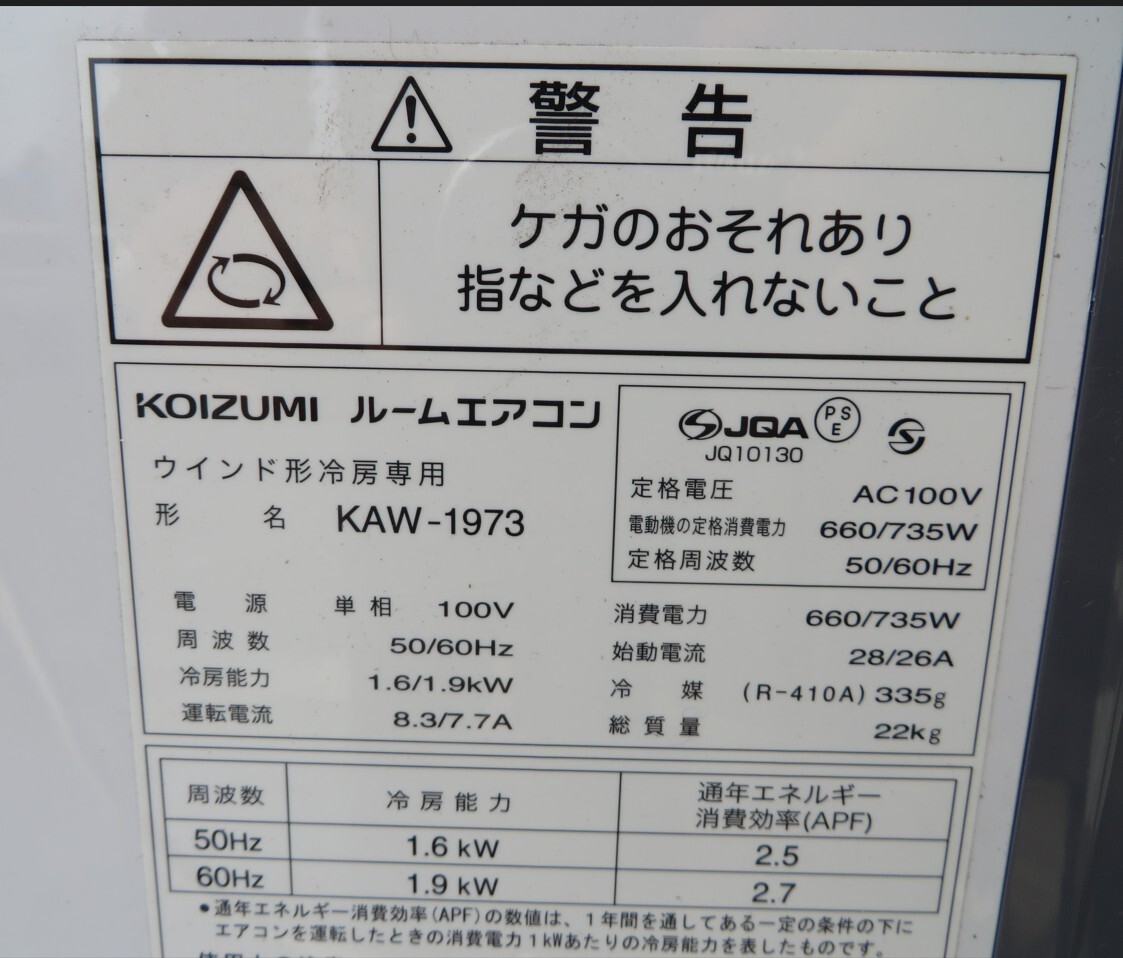 警告
ケガのおそれあり
指などを入れないこと
KOIZUMI ルームエアコン
ウインド形冷房専用
形名 KAW-1973
JQA PSE
JQ10130
定格電圧 AC100V
電動機の定格消費電力 660/735W
定格周波数 50/60Hz
電源 単相 100V
周波数 50/60Hz
冷房能力 1.6/1.9kW
運転電流 8.3/7.7A
消費電力 660/735W
始動電流 28/26A
冷媒 (R-410A) 335g
総質量 22kg
周波数 冷房能力 通年エネルギー
消費効率(APF)
50Hz 1.6 kW 2.5
60Hz 1.9 kW 2.7
●通年エネルギー消費効率(APF)の数値は、1年間を通してある一定の条件の下に
エアコンを運転したときの消費電力1kWあたりの冷房能力を表したものです。